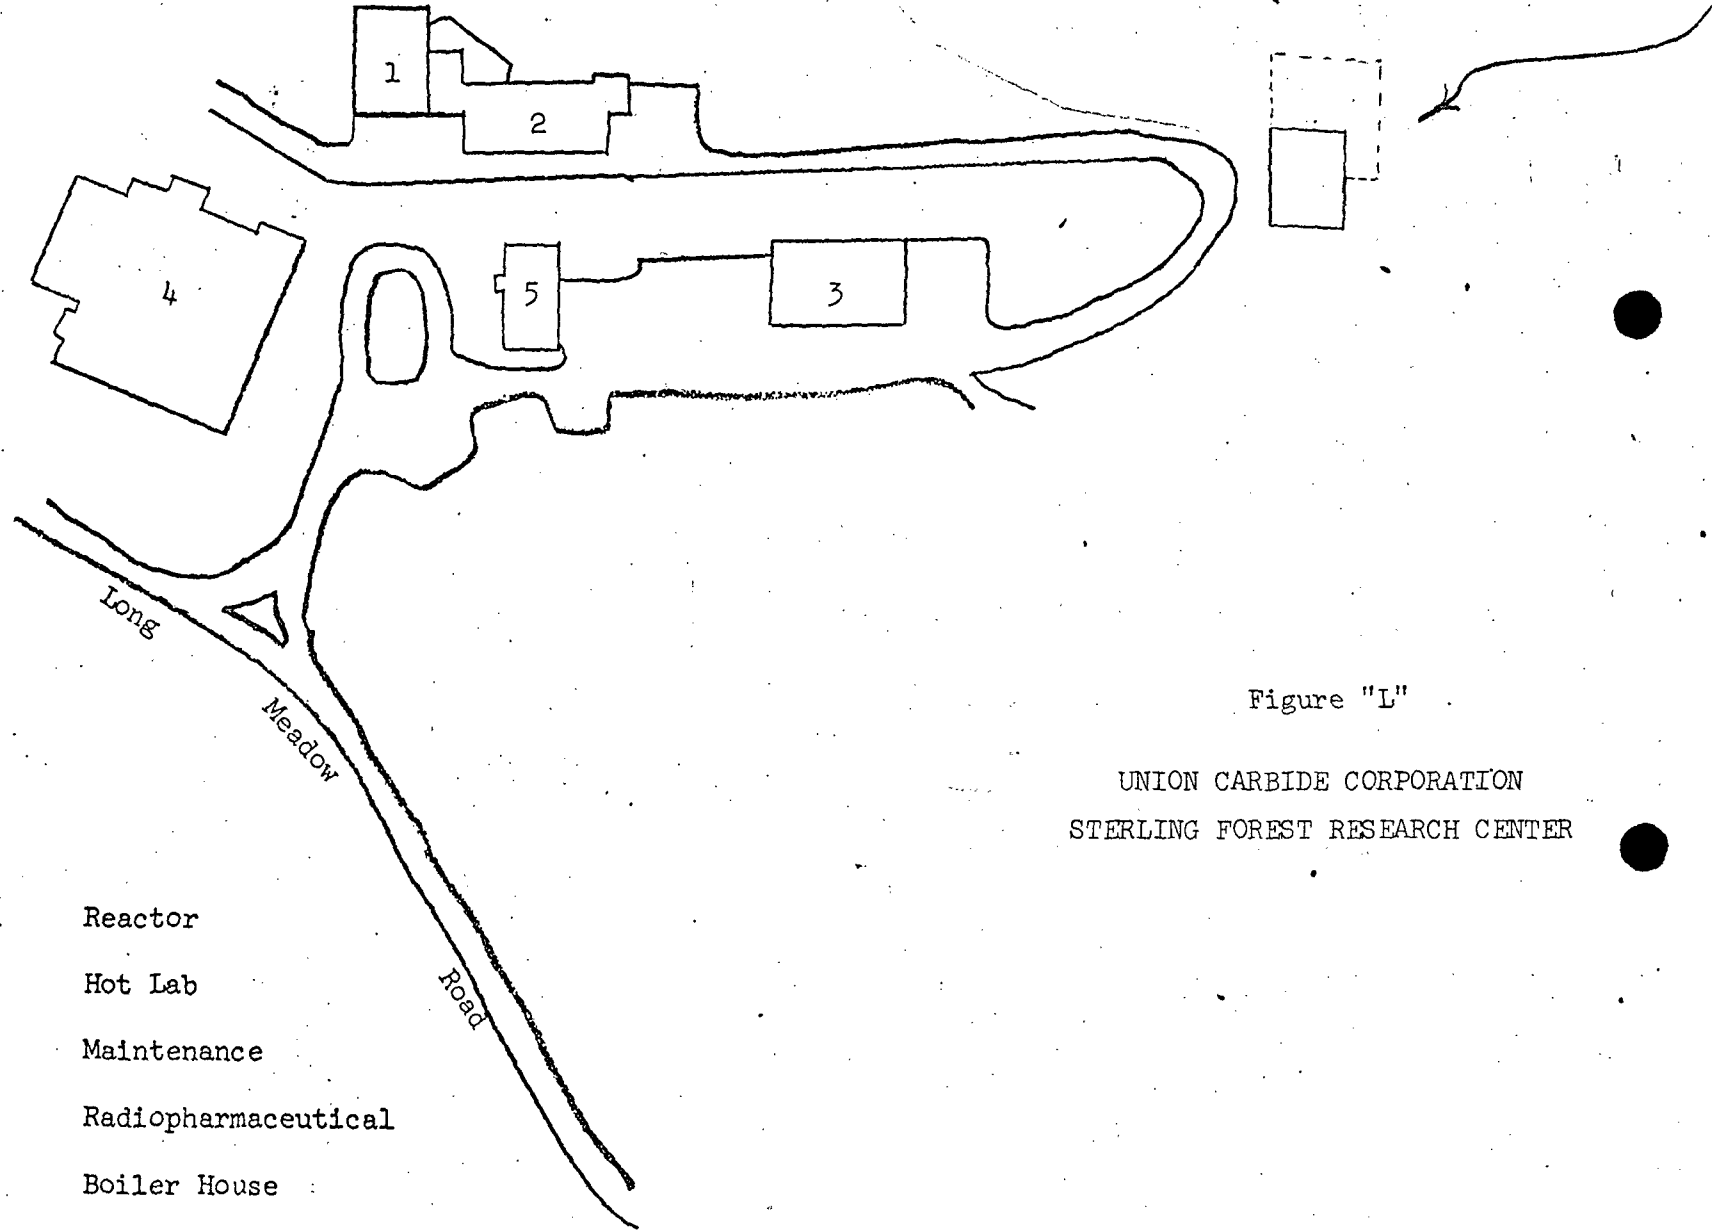 1
2
3
4
5
Long
Meadow
Road
Figure "L"
UNION CARBIDE CORPORATION
STERLING FOREST RESEARCH CENTER
Reactor
Hot Lab
Maintenance
Radiopharmaceutical
Boiler House